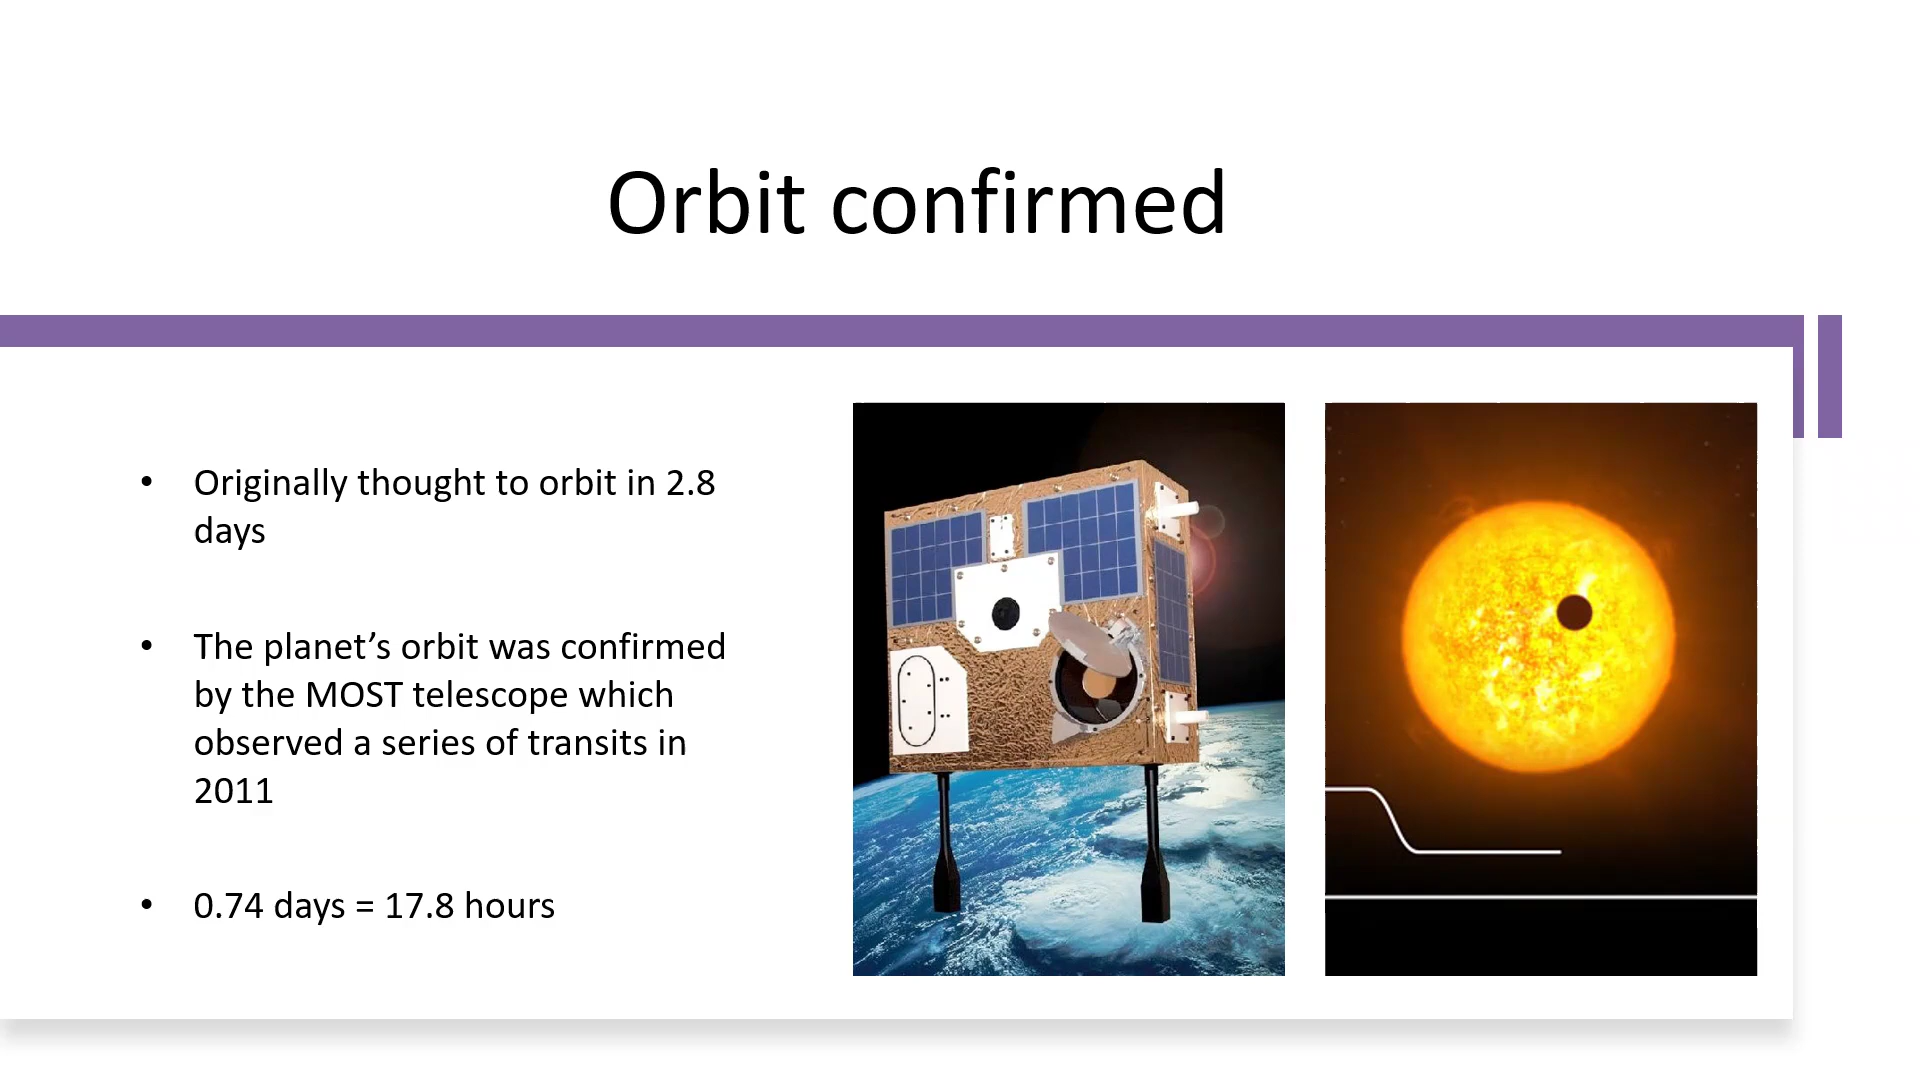 Orbit confirmed
• Originally thought to orbit in 2.8
days
• The planet’s orbit was confirmed
by the MOST telescope which
observed a series of transits in
2011
• 0.74 days = 17.8 hours